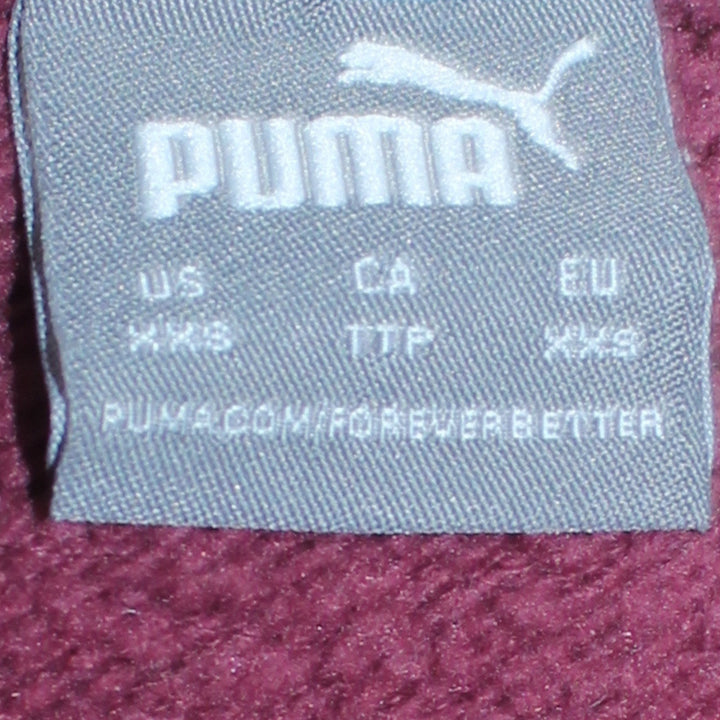 PUMA
US CA EU
XXS TTP XXS
PUMA.COM/FOREVERBETTER